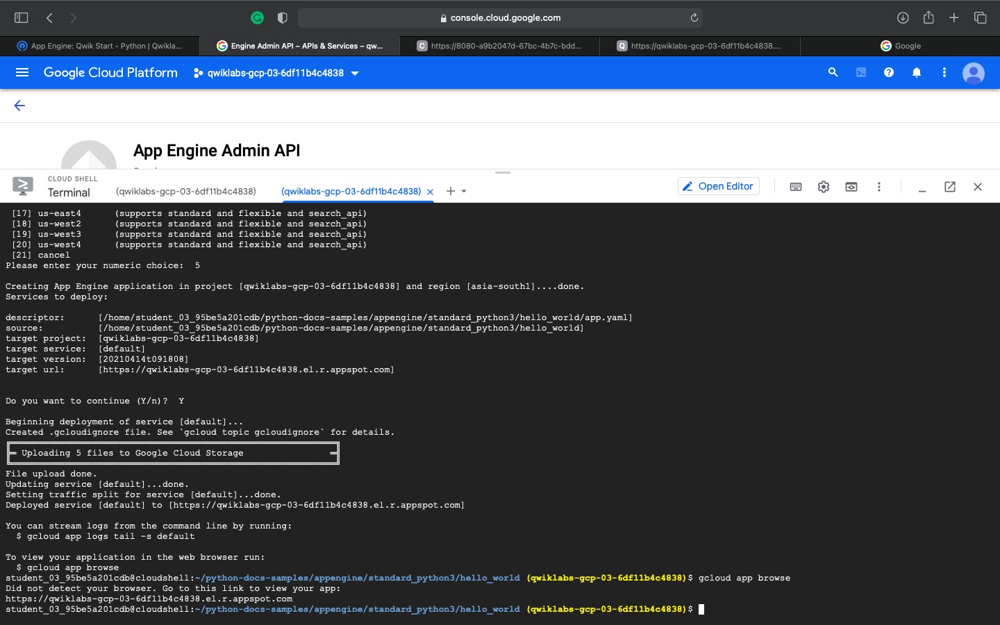 console.cloud.google.com
App Engine: Qwik Start - Python | Qwikla...
Engine Admin API – APIs & Services – qw...
https://8080-a9b2047d-67bc-4b7c-bdd...
https://qwiklabs-gcp-03-6df11b4c4838....
Google
Google Cloud Platform
qwiklabs-gcp-03-6df11b4c4838
App Engine Admin API
CLOUD SHELL
Terminal
(qwiklabs-gcp-03-6df11b4c4838)
(qwiklabs-gcp-03-6df11b4c4838)
Open Editor
[17] us-east4 (supports standard and flexible and search_api)
[18] us-west2 (supports standard and flexible and search_api)
[19] us-west3 (supports standard and flexible and search_api)
[20] us-west4 (supports standard and flexible and search_api)
[21] cancel
Please enter your numeric choice: 5
Creating App Engine application in project [qwiklabs-gcp-03-6df11b4c4838] and region [asia-south1]....done.
Services to deploy:
descriptor: [/home/student_03_95be5a201cdb/python-docs-samples/appengine/standard_python3/hello_world/app.yaml]
source: [/home/student_03_95be5a201cdb/python-docs-samples/appengine/standard_python3/hello_world]
target project: [qwiklabs-gcp-03-6df11b4c4838]
target service: [default]
target version: [20210414t091808]
target url: [https://qwiklabs-gcp-03-6df11b4c4838.el.r.appspot.com]
Do you want to continue (Y/n)? Y
Beginning deployment of service [default]...
Created .gcloudignore file. See `gcloud topic gcloudignore` for details.
Uploading 5 files to Google Cloud Storage
File upload done.
Updating service [default]...done.
Setting traffic split for service [default]...done.
Deployed service [default] to [https://qwiklabs-gcp-03-6df11b4c4838.el.r.appspot.com]
You can stream logs from the command line by running:
$ gcloud app logs tail -s default
To view your application in the web browser run:
$ gcloud app browse
student_03_95be5a201cdb@cloudshell:~/python-docs-samples/appengine/standard_python3/hello_world (qwiklabs-gcp-03-6df11b4c4838)$ gcloud app browse
Did not detect your browser. Go to this link to view your app:
https://qwiklabs-gcp-03-6df11b4c4838.el.r.appspot.com
student_03_95be5a201cdb@cloudshell:~/python-docs-samples/appengine/standard_python3/hello_world (qwiklabs-gcp-03-6df11b4c4838)$